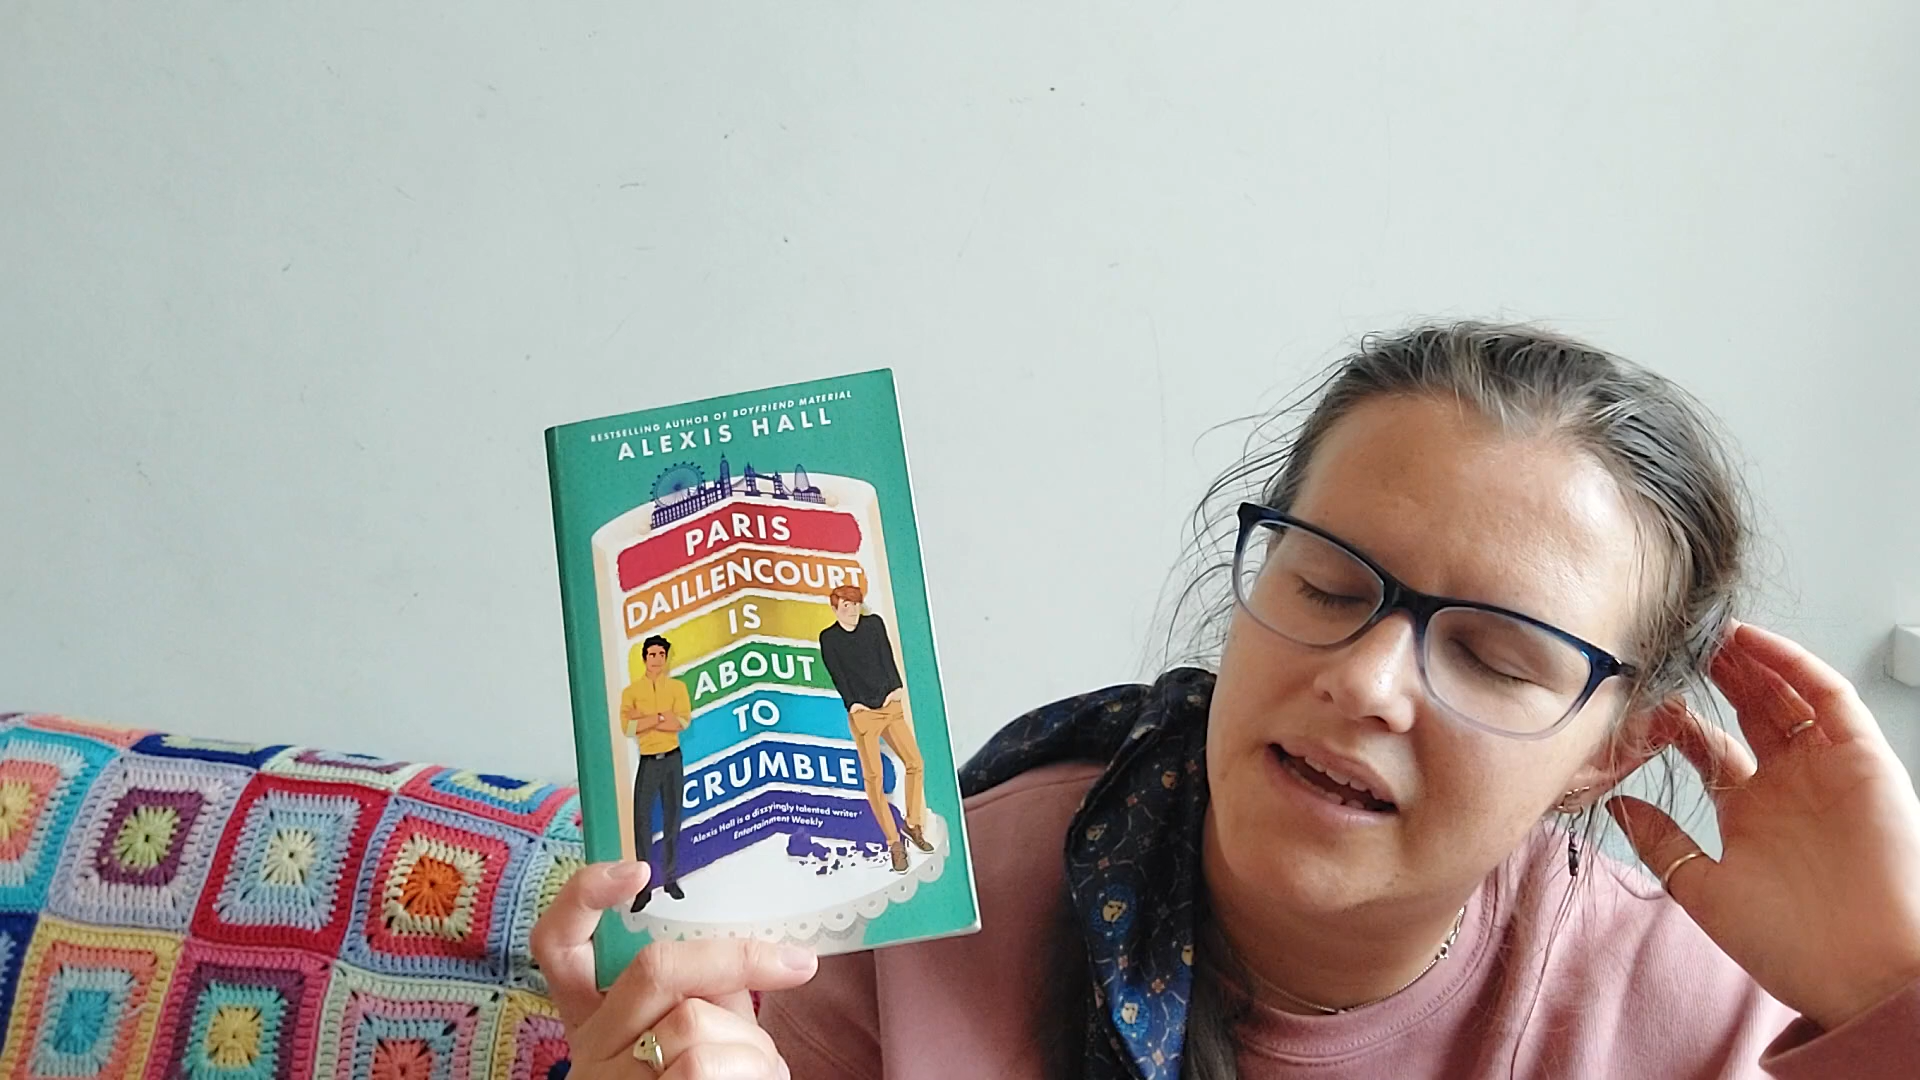 BESTSELLING AUTHOR OF BOYFRIEND MATERIAL
ALEXIS HALL
PARIS
DAILLENCOURT
IS
ABOUT
TO
CRUMBLE
'Alexis Hall is a dizzyingly talented writer'
Entertainment Weekly